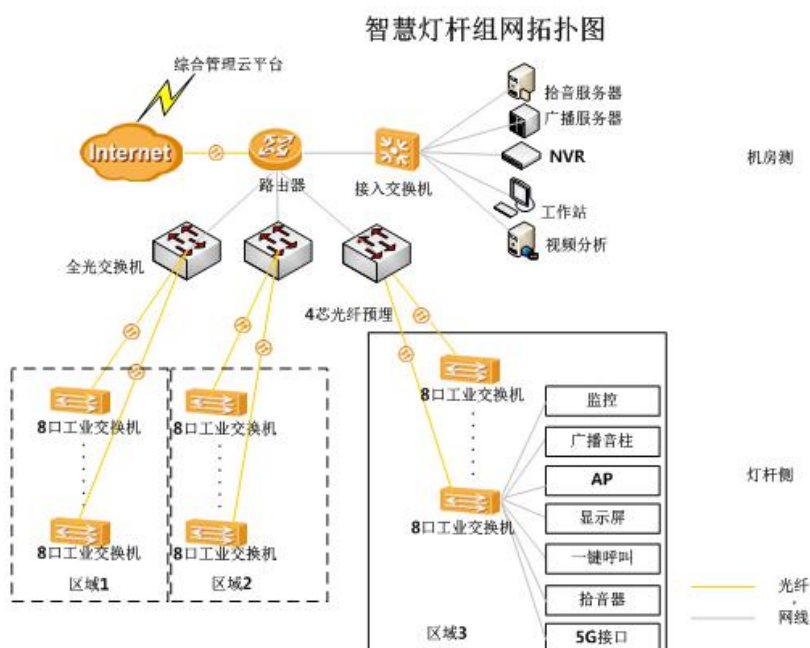 智慧灯杆组网拓扑图
综合管理云平台
拾音服务器
广播服务器
Internet
NVR
机房测
路由器
接入交换机
工作站
视频分析
全光交换机
4芯光纤预埋
8口工业交换机
监控
8口工业交换机
8口工业交换机
广播音柱
AP
灯杆侧
8口工业交换机
显示屏
8口工业交换机
8口工业交换机
一键呼叫
区域1
区域2
拾音器
光纤
网线
区域3
5G接口